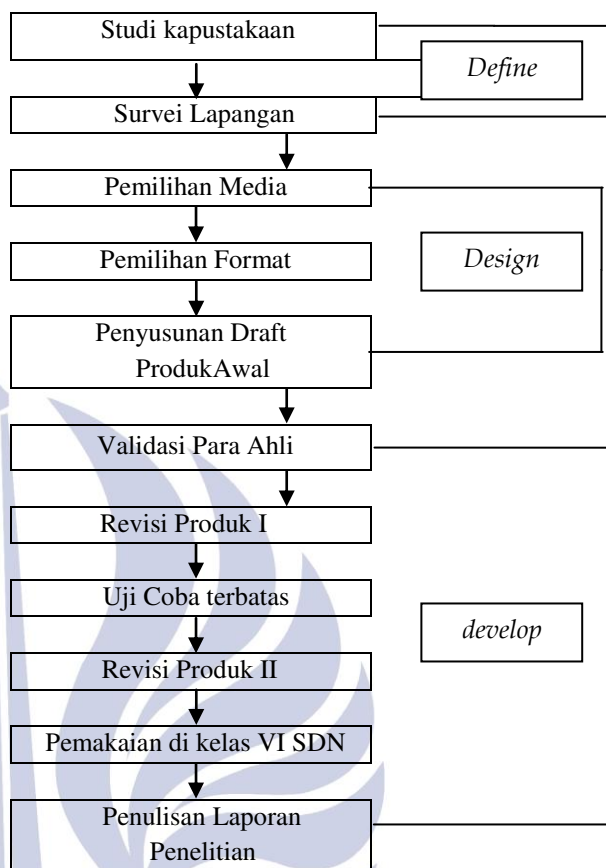 Studi kapustakaan
Define
Survei Lapangan
Pemilihan Media
Pemilihan Format
Design
Penyusunan Draft
ProdukAwal
Validasi Para Ahli
Revisi Produk I
Uji Coba terbatas
develop
Revisi Produk II
Pemakaian di kelas VI SDN
Penulisan Laporan
Penelitian